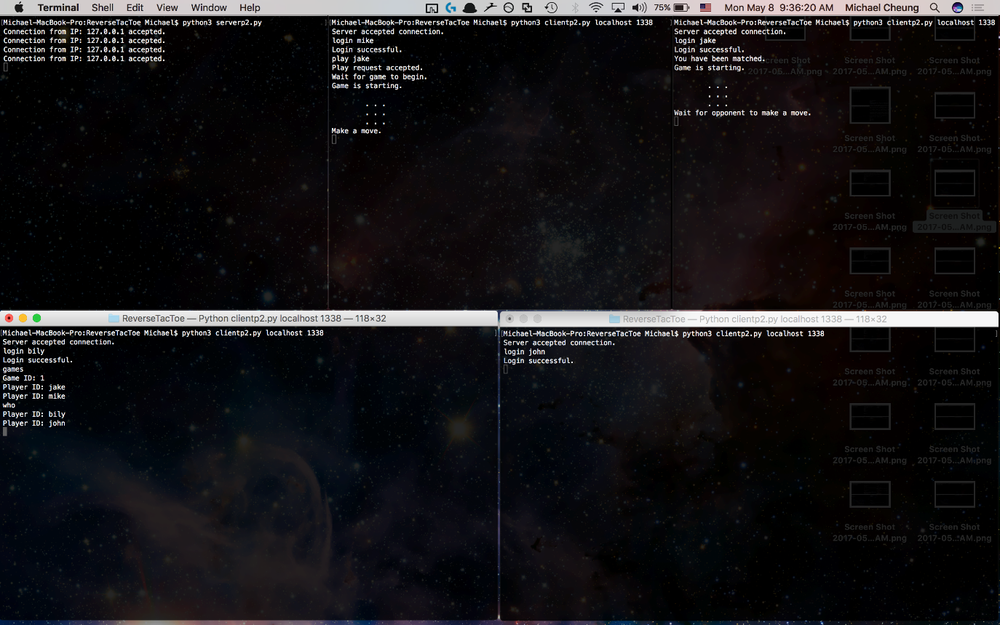 Terminal Shell Edit View Window Help 75% Mon May 8 9:36:20 AM Michael Cheung
[Michael-MacBook-Pro:ReverseTacToe Michael$ python3 serverp2.py ]
Connection from IP: 127.0.0.1 accepted.
Connection from IP: 127.0.0.1 accepted.
Connection from IP: 127.0.0.1 accepted.
Connection from IP: 127.0.0.1 accepted.
[Michael-MacBook-Pro:ReverseTacToe Michael$ python3 clientp2.py localhost 1338 ]
Server accepted connection.
login mike
Login successful.
play jake
Play request accepted.
Wait for game to begin.
Game is starting.
. . .
. . .
. . .
Make a move.
[Michael-MacBook-Pro:ReverseTacToe Michael$ python3 clientp2.py localhost 1338
Server accepted connection.
login jake
Login successful.
You have been matched.
Game is starting.
. . .
. . .
. . .
Wait for opponent to make a move.
Screen Shot Screen Shot Screen Shot
2017-05...AM.png 2017-05...AM.png 2017-05...AM.png
Screen Shot Screen Shot
2017-05...AM.png 2017-05...AM.png
Screen Shot Screen Shot
2017-05...AM.png 2017-05...AM.png
Screen Shot Screen Shot
2017-05...AM.png 2017-05...AM.png
ReverseTacToe — Python clientp2.py localhost 1338 — 118×32
[Michael-MacBook-Pro:ReverseTacToe Michael$ python3 clientp2.py localhost 1338 ]
Server accepted connection.
login bily
Login successful.
games
Game ID: 1
Player ID: jake
Player ID: mike
who
Player ID: bily
Player ID: john
ReverseTacToe — Python clientp2.py localhost 1338 — 118×32
[Michael-MacBook-Pro:ReverseTacToe Michael$ python3 clientp2.py localhost 1338 ]
Server accepted connection.
login john
Login successful.
Screen Shot Screen Shot
2017-05...AM.png 2017-05...AM.png
Screen Shot Screen Shot
2017-05...AM.png 2017-05...AM.png
Screen Shot Screen Shot
2017-05...AM.png 2017-05...AM.png